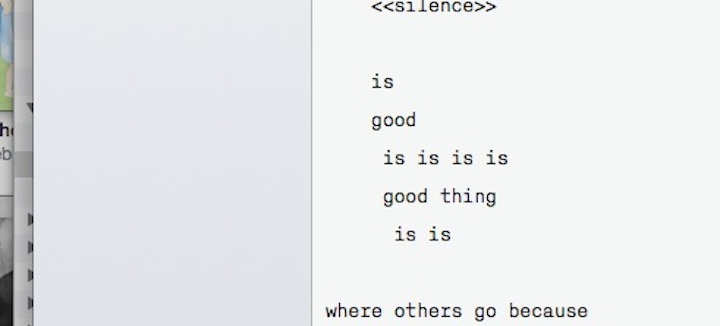 <<silence>>
is
good
is is is is
good thing
is is
where others go because